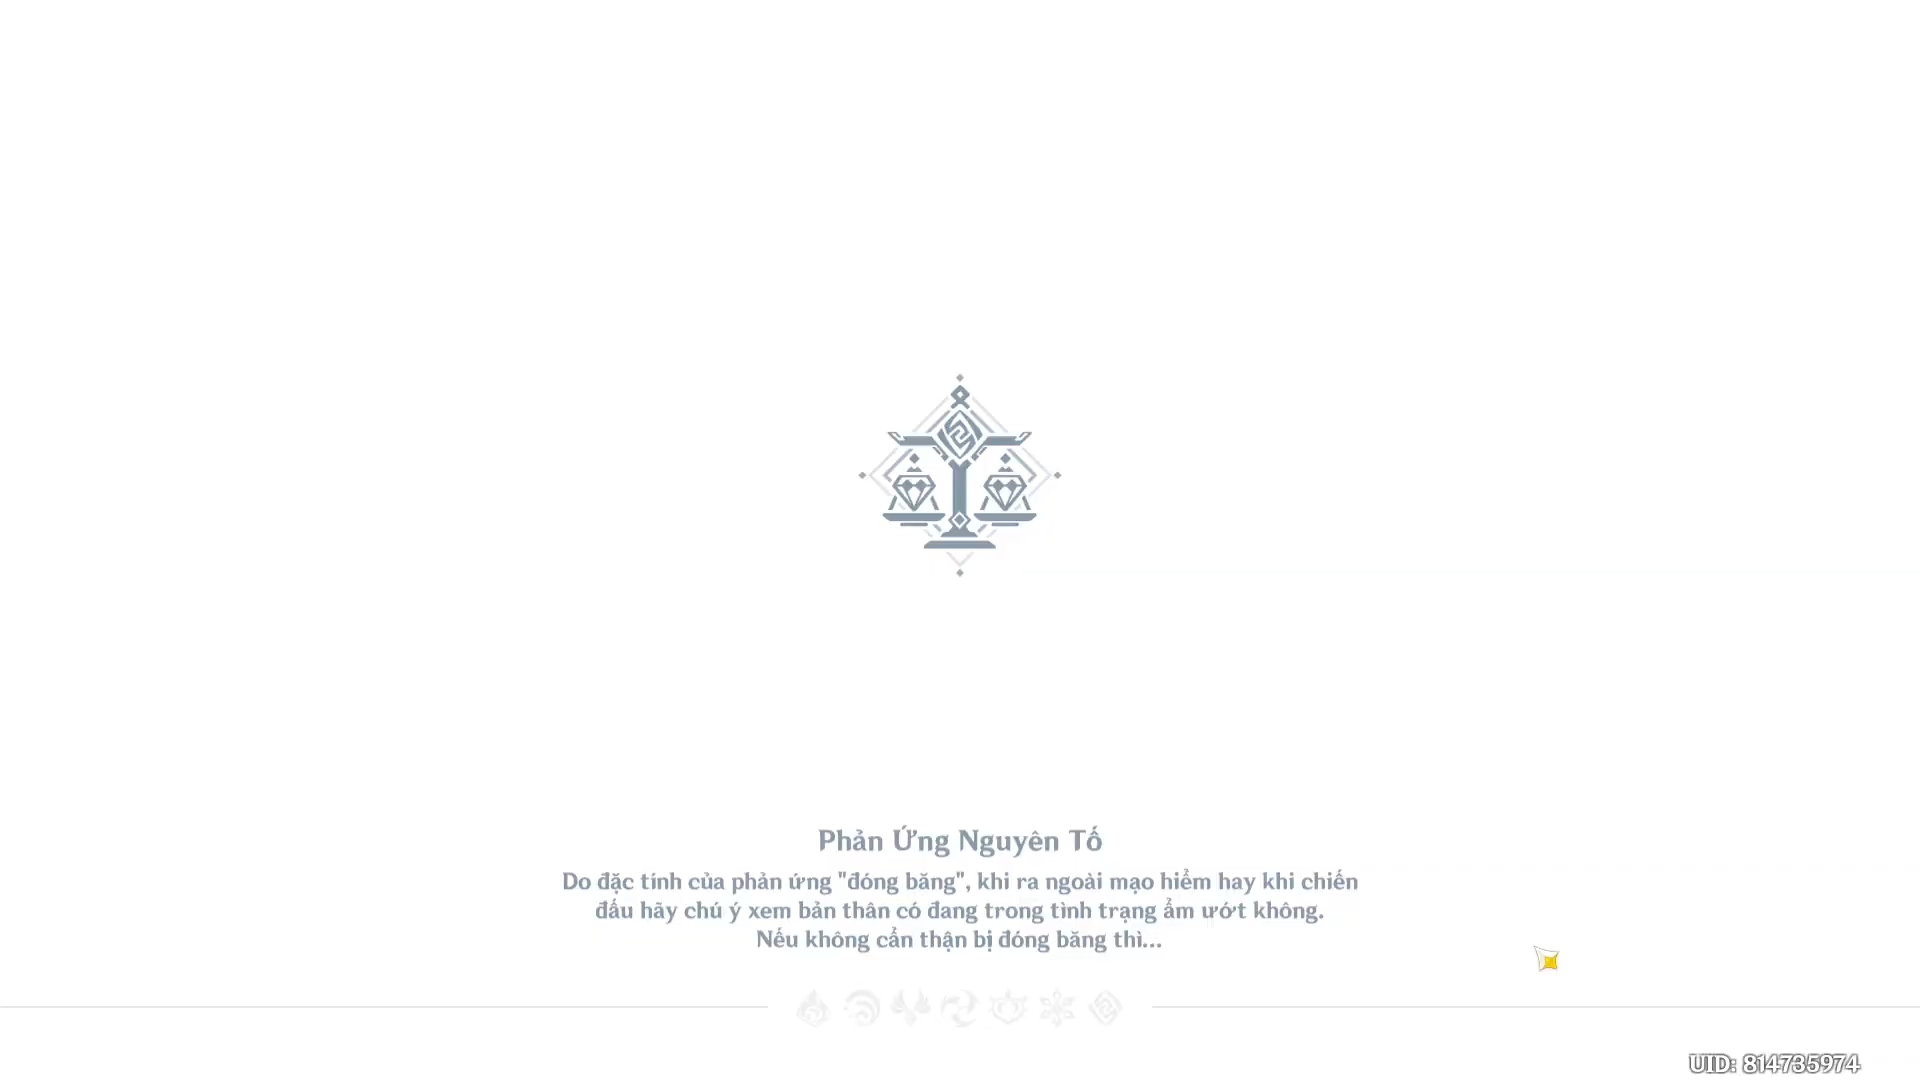 Phản Ứng Nguyên Tố
Do đặc tính của phản ứng "đóng băng", khi ra ngoài mạo hiểm hay khi chiến
đấu hãy chú ý xem bản thân có đang trong tình trạng ẩm ướt không.
Nếu không cẩn thận bị đóng băng thì...
UID: 814735974